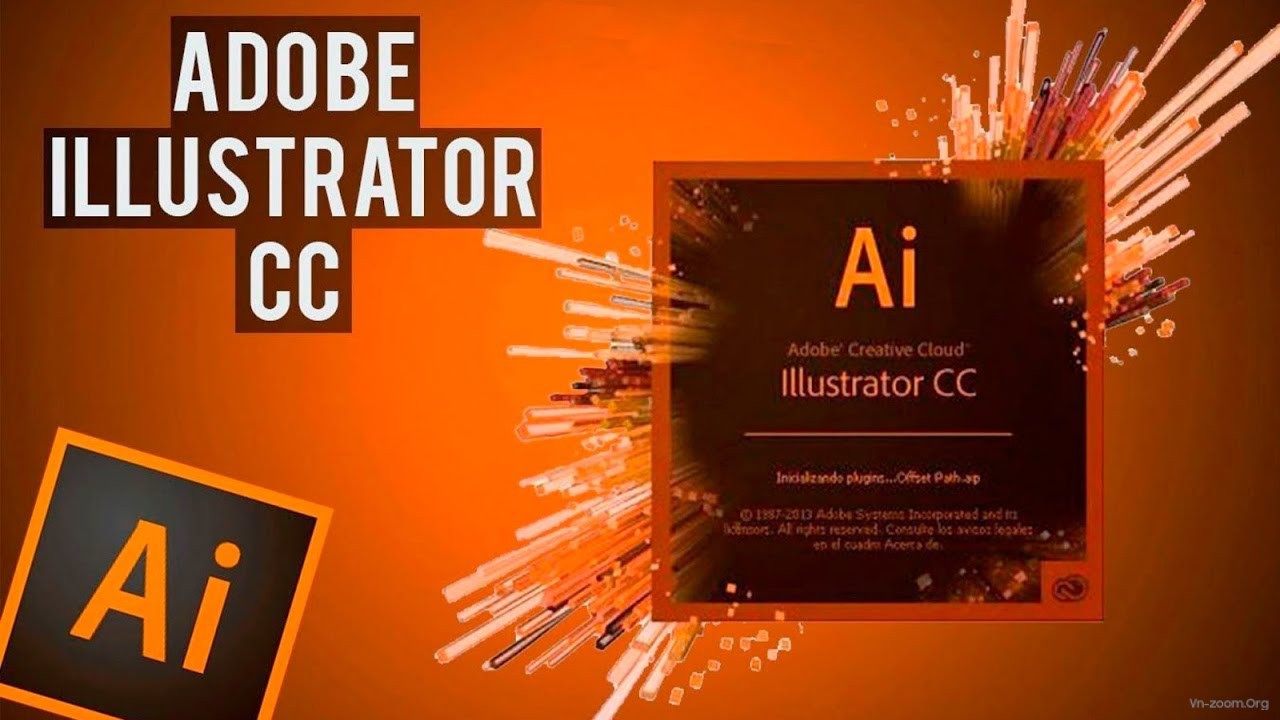 ADOBE
ILLUSTRATOR
CC
Ai
Adobe® Creative Cloud™
Illustrator CC
Inicializando plugins...Offset Path.aip
© 1987-2013 Adobe Systems Incorporated and its
licensors. All rights reserved. Consulte los avisos legales
en el cuadro Acerca de.
Ai
Vn-zoom.Org